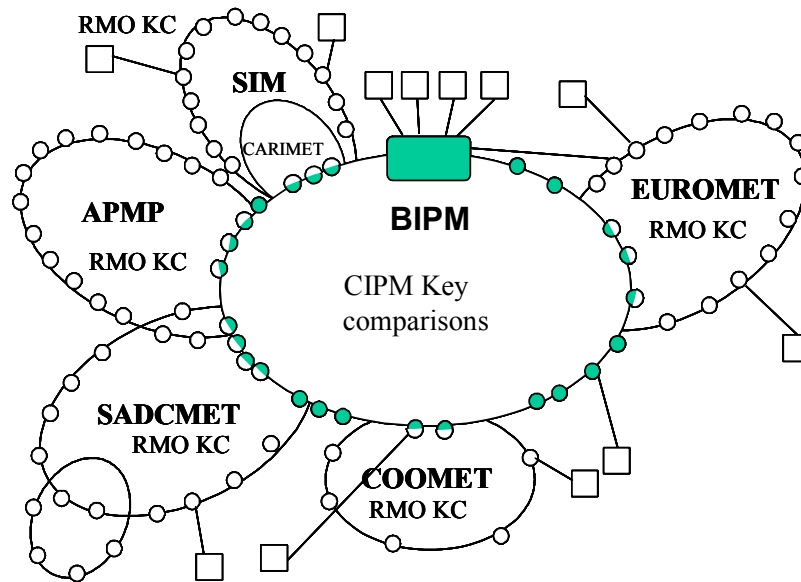 RMO KC
SIM
CARIMET
APMP
RMO KC
BIPM
EUROMET
RMO KC
CIPM Key
comparisons
SADCMET
RMO KC
COOMET
RMO KC